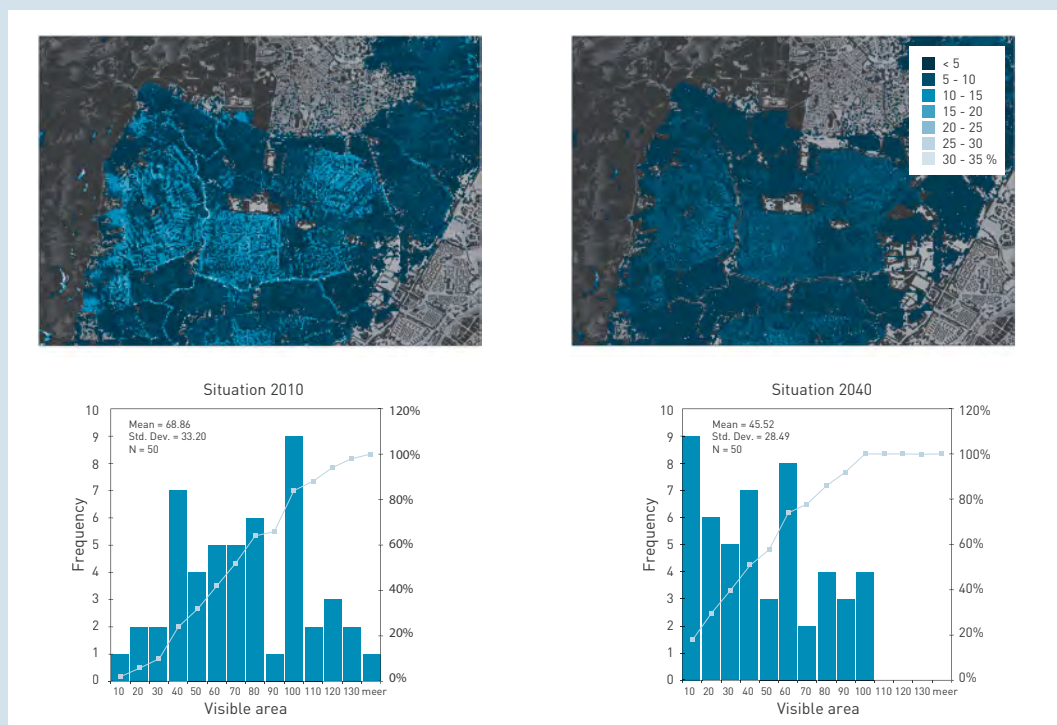 < 5
5 - 10
10 - 15
15 - 20
20 - 25
25 - 30
30 - 35 %
Situation 2010
10
9
8
7
6
5
4
3
2
1
0
Frequency
Mean = 68.86
Std. Dev. = 33.20
N = 50
120%
100%
80%
60%
40%
20%
0%
10 20 30 40 50 60 70 80 90 100 110 120 130 meer
Visible area
Situation 2040
10
9
8
7
6
5
4
3
2
1
0
Frequency
Mean = 45.52
Std. Dev. = 28.49
N = 50
120%
100%
80%
60%
40%
20%
0%
10 20 30 40 50 60 70 80 90 100 110 120 130 meer
Visible area